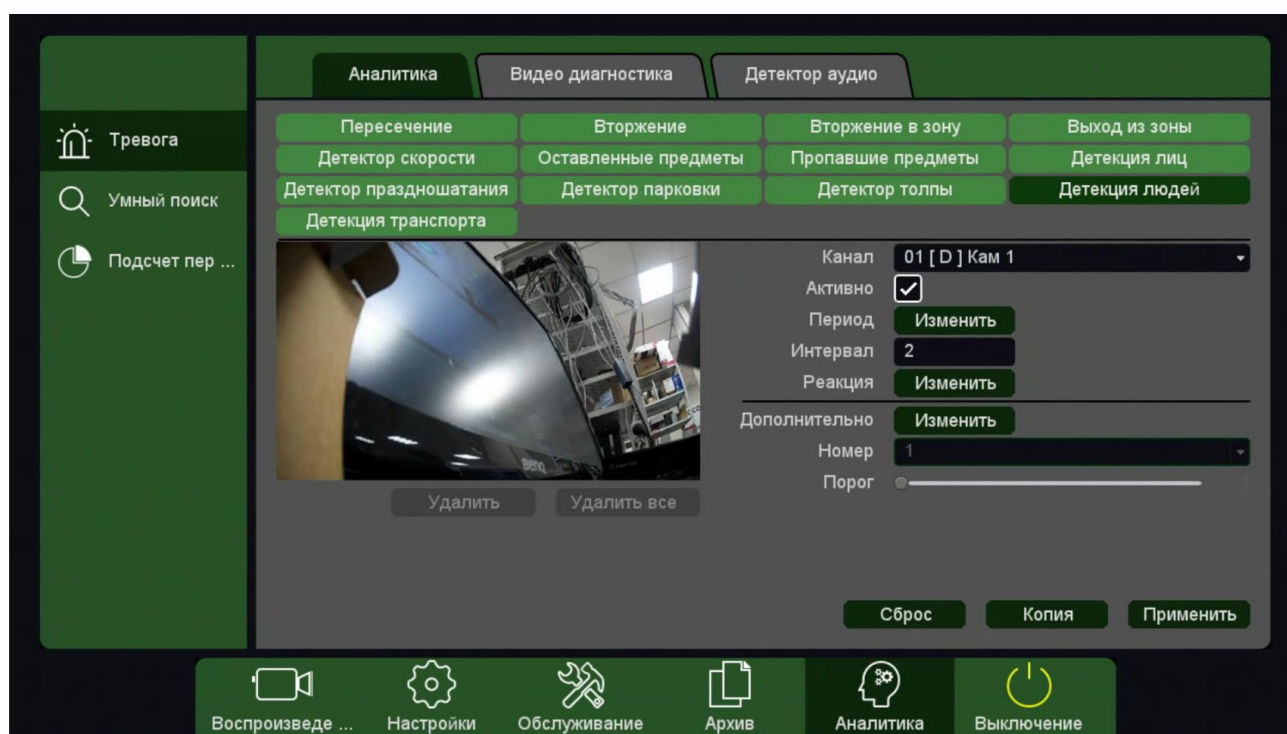 Аналитика Видео диагностика Детектор аудио
Тревога
Умный поиск
Подсчет пер ...
Пересечение Вторжение Вторжение в зону Выход из зоны
Детектор скорости Оставленные предметы Пропавшие предметы Детекция лиц
Детектор праздношатания Детектор парковки Детектор толпы Детекция людей
Детекция транспорта
Канал 01 [ D ] Кам 1
Активно
Период Изменить
Интервал 2
Реакция Изменить
Дополнительно Изменить
Номер 1
Порог 1
BenQ
Удалить Удалить все
Сброс Копия Применить
Воспроизведе ... Настройки Обслуживание Архив Аналитика Выключение